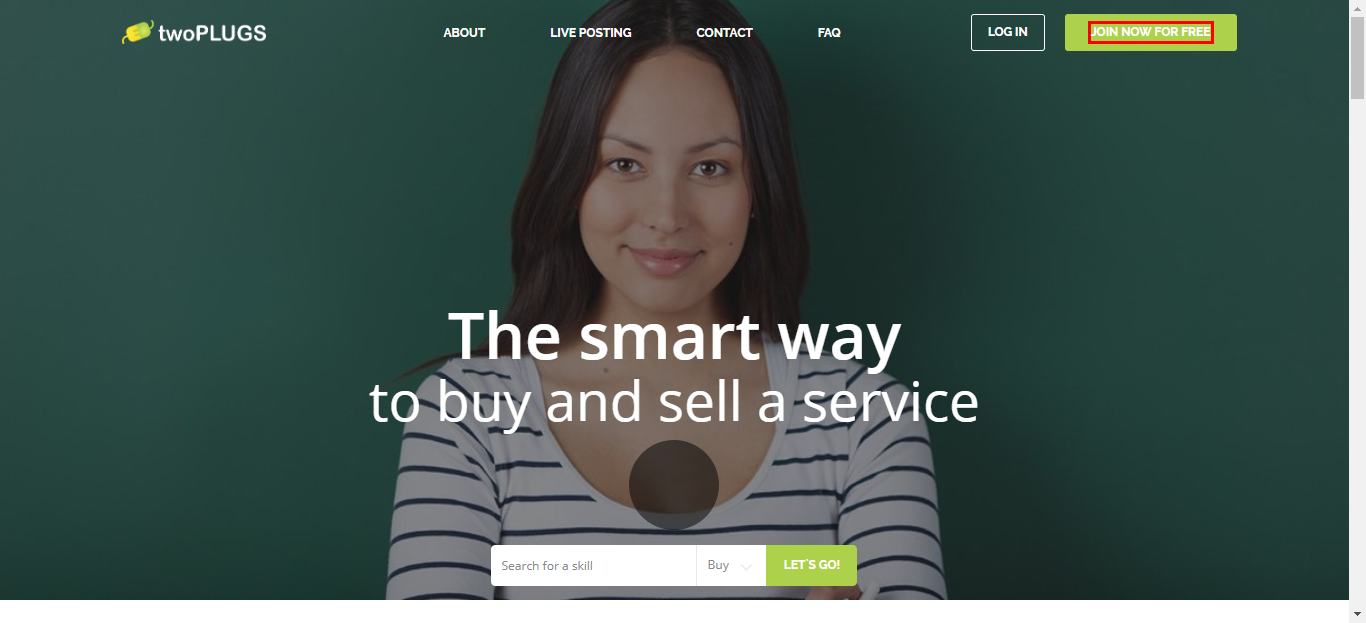 twoPLUGS
ABOUT
LIVE POSTING
CONTACT
FAQ
LOG IN
JOIN NOW FOR FREE
The smart way
to buy and sell a service
Search for a skill
Buy
LET'S GO!